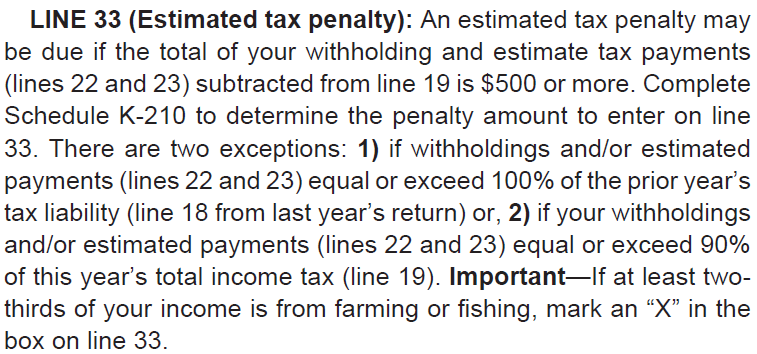 LINE 33 (Estimated tax penalty): An estimated tax penalty may
be due if the total of your withholding and estimate tax payments
(lines 22 and 23) subtracted from line 19 is $500 or more. Complete
Schedule K-210 to determine the penalty amount to enter on line
33. There are two exceptions: 1) if withholdings and/or estimated
payments (lines 22 and 23) equal or exceed 100% of the prior year’s
tax liability (line 18 from last year’s return) or, 2) if your withholdings
and/or estimated payments (lines 22 and 23) equal or exceed 90%
of this year’s total income tax (line 19). Important—If at least two-
thirds of your income is from farming or fishing, mark an “X” in the
box on line 33.